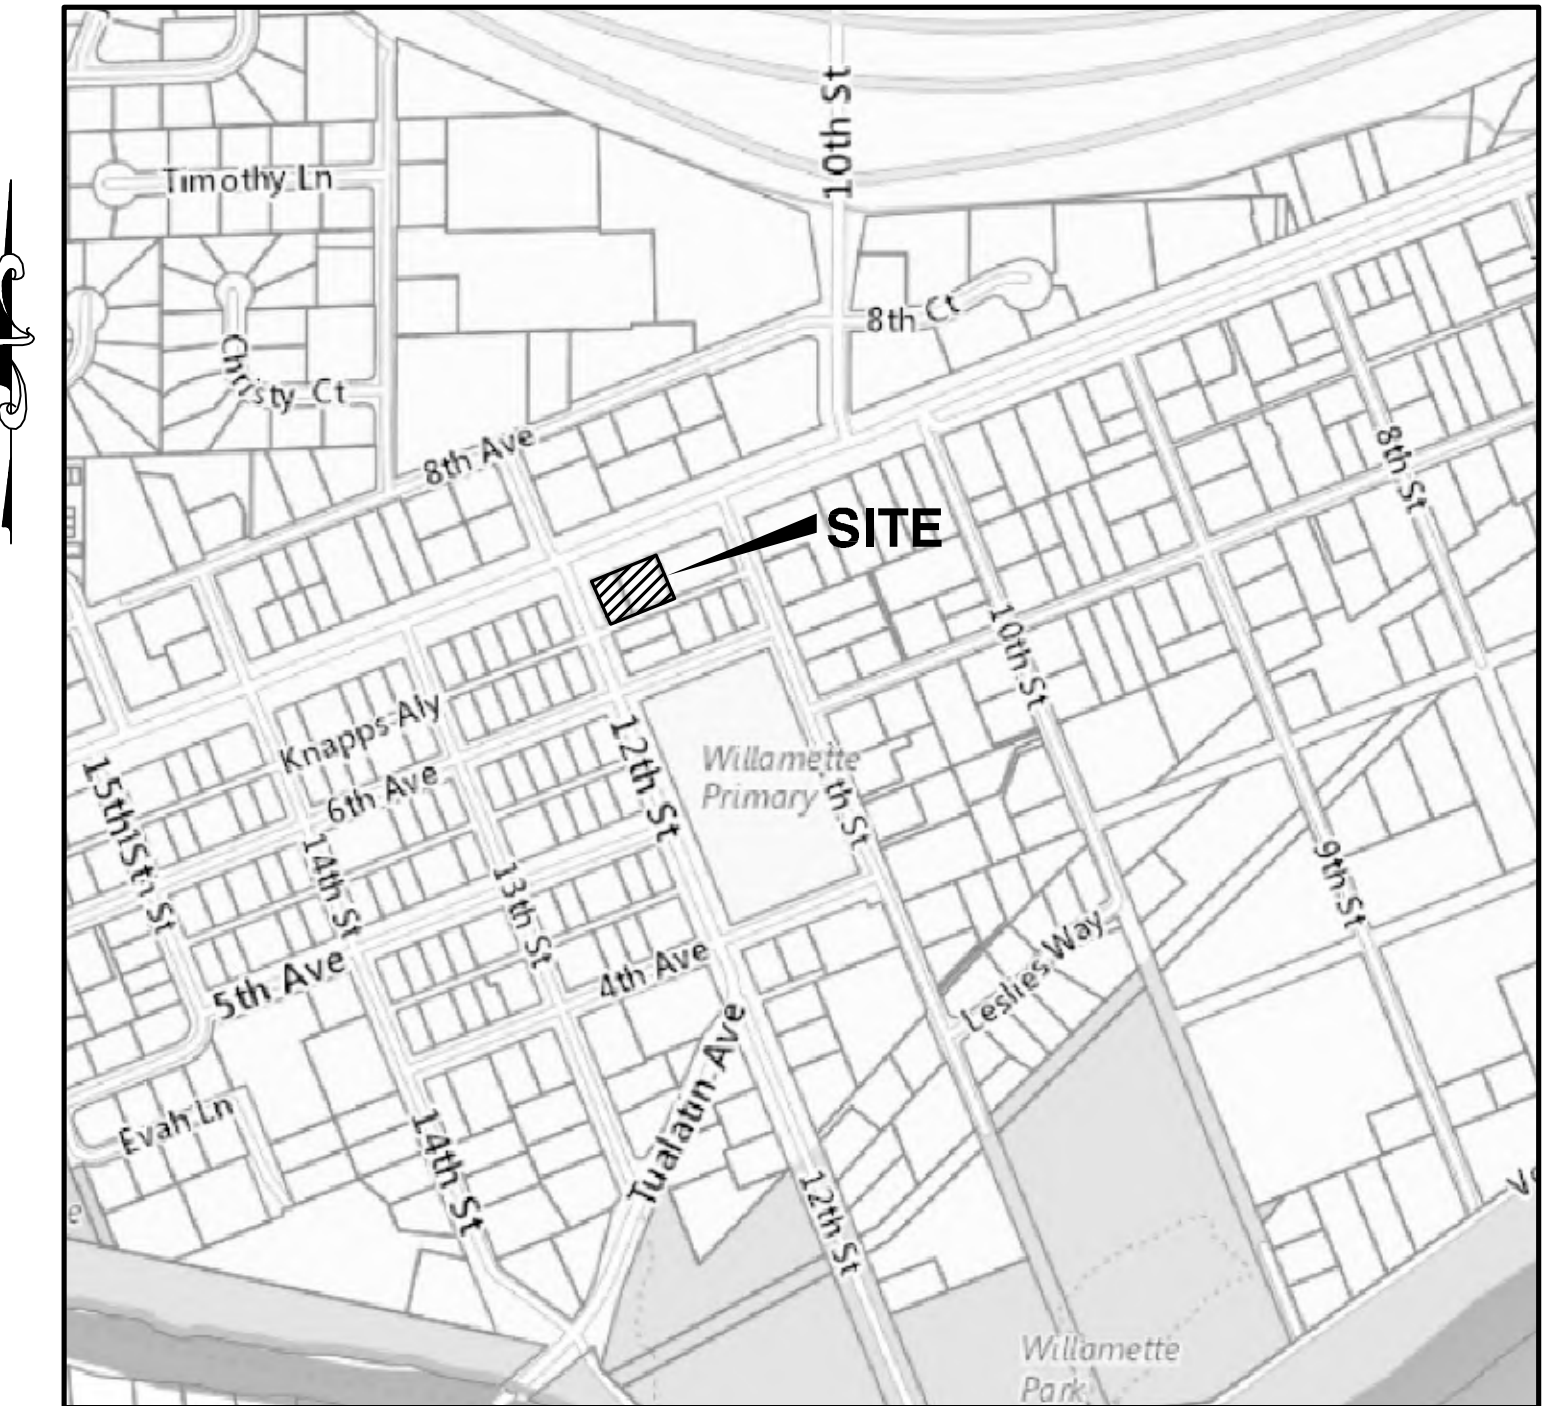 10th St
Timothy Ln
8th Ct
Christy Ct
8th Ave
8th St
SITE
10th St
Knapps Aly
12th St
Willamette
Primary
th St
6th Ave
15th
St
14th St
13th St
9th St
5th Ave
4th Ave
Leslies Way
Tualatin Ave
Evah Ln
14th St
12th St
e
Willamette
Park